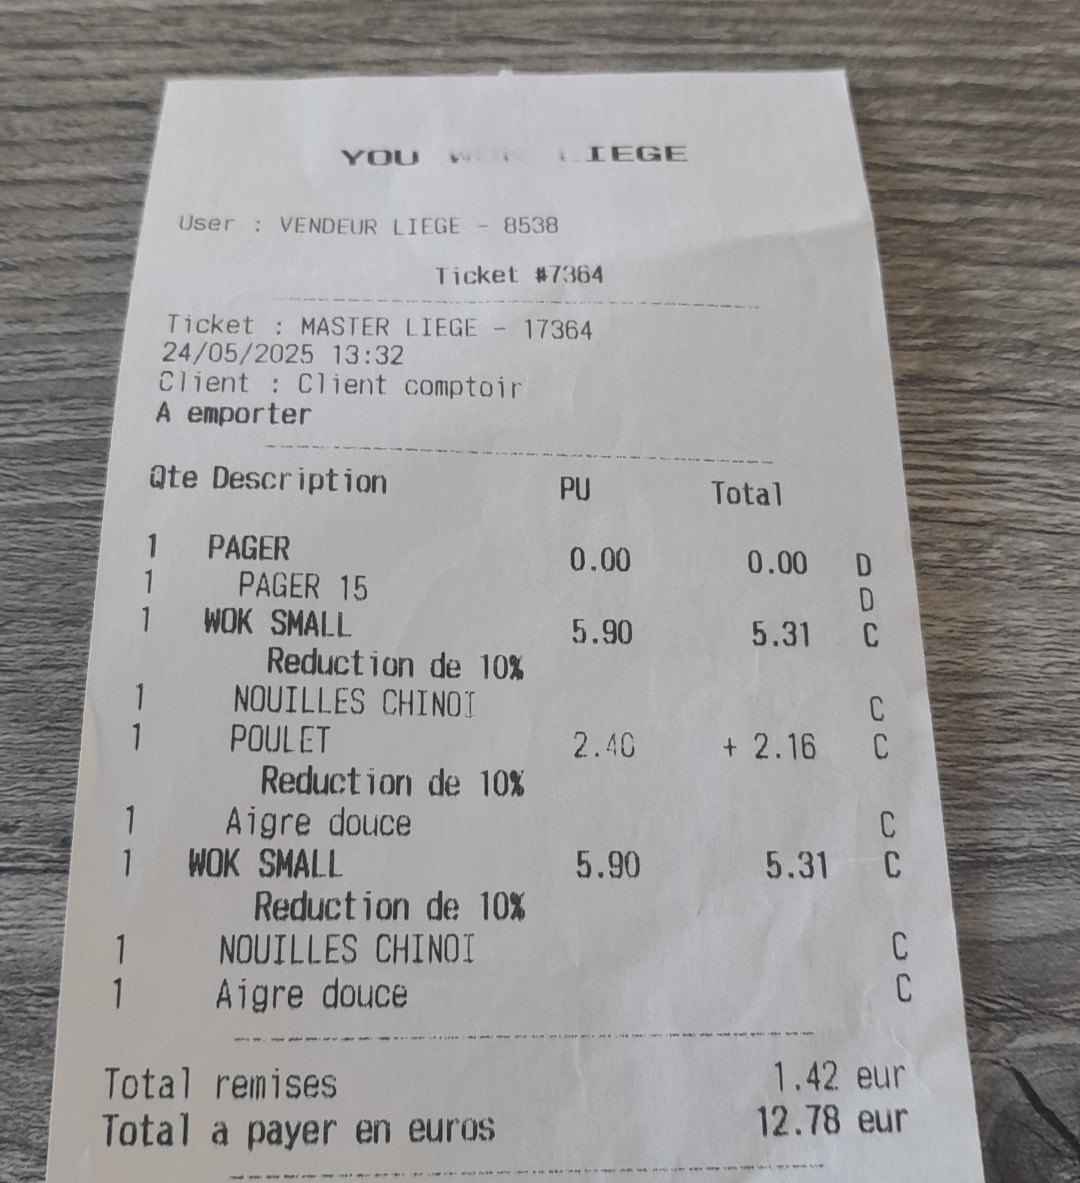 YOU WOK LIEGE
User : VENDEUR LIEGE - 8538
Ticket #7364
Ticket : MASTER LIEGE - 17364
24/05/2025 13:32
Client : Client comptoir
A emporter
Qte Description PU Total
1 PAGER 0.00 0.00 D
1 PAGER 15 D
1 WOK SMALL 5.90 5.31 C
Reduction de 10%
1 NOUILLES CHINOI C
1 POULET 2.40 + 2.16 C
Reduction de 10%
1 Aigre douce C
1 WOK SMALL 5.90 5.31 C
Reduction de 10%
1 NOUILLES CHINOI C
1 Aigre douce C
Total remises 1.42 eur
Total a payer en euros 12.78 eur